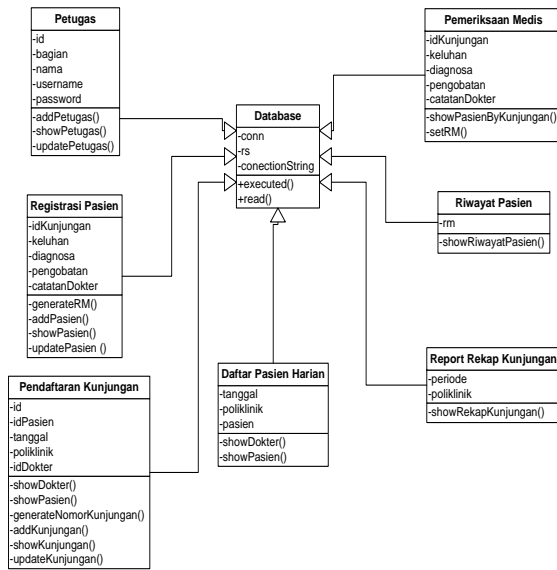 Petugas
-id
-bagian
-nama
-username
-password
-addPetugas()
-showPetugas()
-updatePetugas()
Registrasi Pasien
-idKunjungan
-keluhan
-diagnosa
-pengobatan
-catatanDokter
-generateRM()
-addPasien()
-showPasien()
-updatePasien ()
Pendaftaran Kunjungan
-id
-idPasien
-tanggal
-poliklinik
-idDokter
-showDokter()
-showPasien()
-generateNomorKunjungan()
-addKunjungan()
-showKunjungan()
-updateKunjungan()
Database
-conn
-rs
-conectionString
+executed()
+read()
Daftar Pasien Harian
-tanggal
-poliklinik
-pasien
-showDokter()
-showPasien()
Pemeriksaan Medis
-idKunjungan
-keluhan
-diagnosa
-pengobatan
-catatanDokter
-showPasienByKunjungan()
-setRM()
Riwayat Pasien
-rm
-showRiwayatPasien()
Report Rekap Kunjungan
-periode
-poliklinik
-showRekapKunjungan()